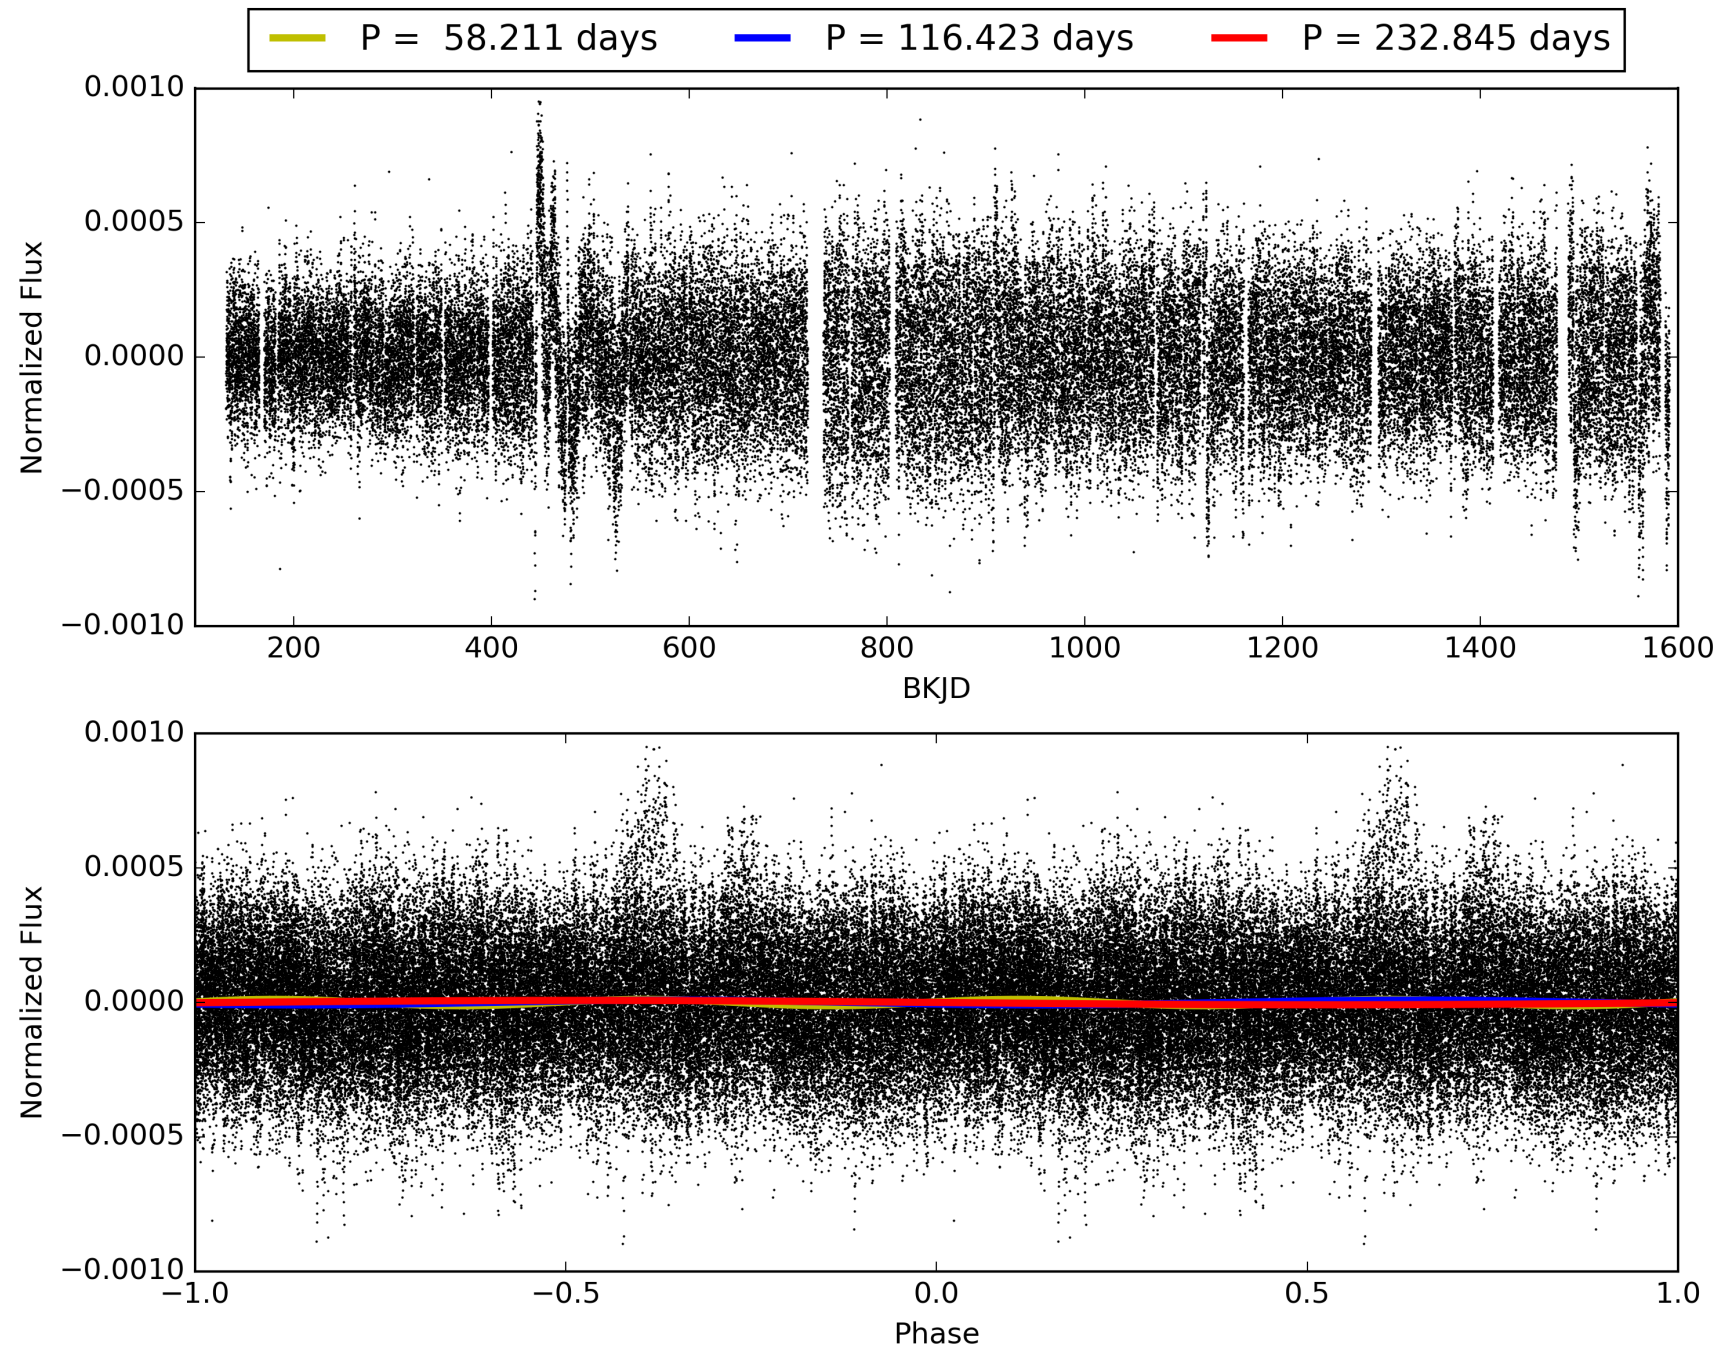 P = 58.211 days P = 116.423 days P = 232.845 days
0.0010
0.0005
0.0000
−0.0005
−0.0010
Normalized Flux
200 400 600 800 1000 1200 1400 1600
BKJD
0.0010
0.0005
0.0000
−0.0005
−0.0010
Normalized Flux
−1.0 −0.5 0.0 0.5 1.0
Phase